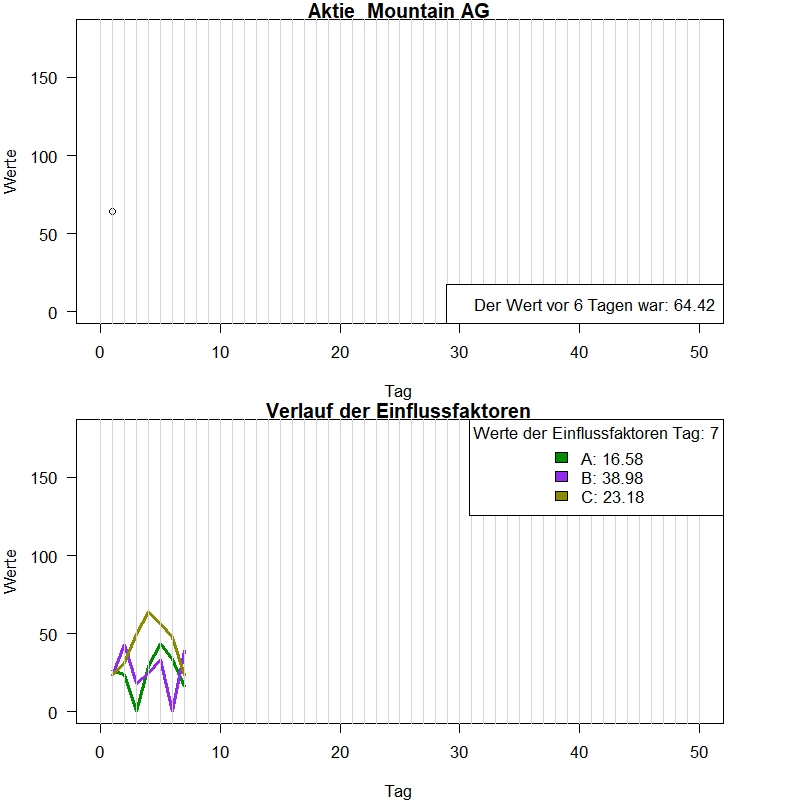 Aktie  Mountain AG
Werte
150
100
50
0
Der Wert vor 6 Tagen war: 64.42
0 10 20 30 40 50
Tag
Verlauf der Einflussfaktoren
Werte
150
100
50
0
Werte der Einflussfaktoren Tag: 7
A: 16.58
B: 38.98
C: 23.18
0 10 20 30 40 50
Tag